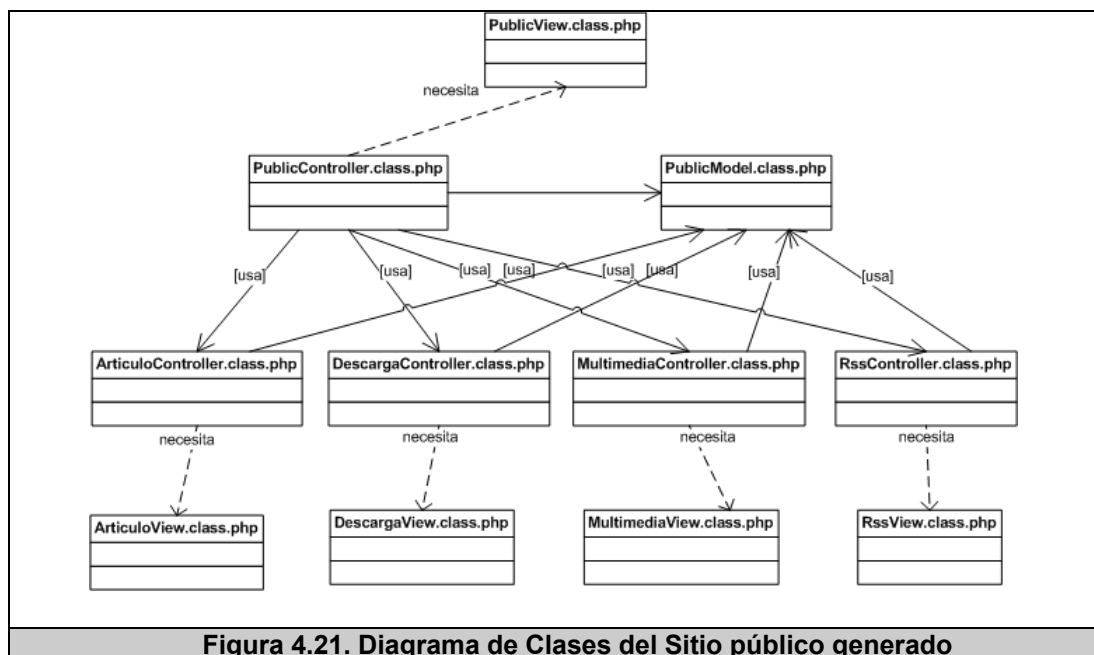 PublicView.class.php
necesita
PublicController.class.php
PublicModel.class.php
[usa]
[usa]
[usa]
[usa]
[usa]
[usa]
[usa]
[usa]
ArticuloController.class.php
DescargaController.class.php
MultimediaController.class.php
RssController.class.php
necesita
necesita
necesita
necesita
ArticuloView.class.php
DescargaView.class.php
MultimediaView.class.php
RssView.class.php
Figura 4.21. Diagrama de Clases del Sitio público generado